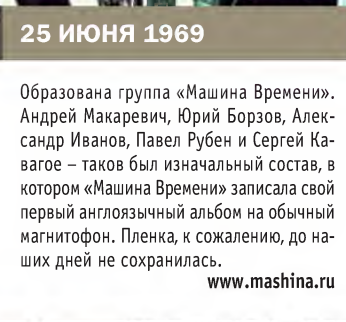 25 ИЮНЯ 1969
Образована группа «Машина Времени».
Андрей Макаревич, Юрий Борзов, Алек-
сандр Иванов, Павел Рубен и Сергей Ка-
вагое – таков был изначальный состав, в
котором «Машина Времени» записала свой
первый англоязычный альбом на обычный
магнитофон. Пленка, к сожалению, до на-
ших дней не сохранилась.
www.mashina.ru